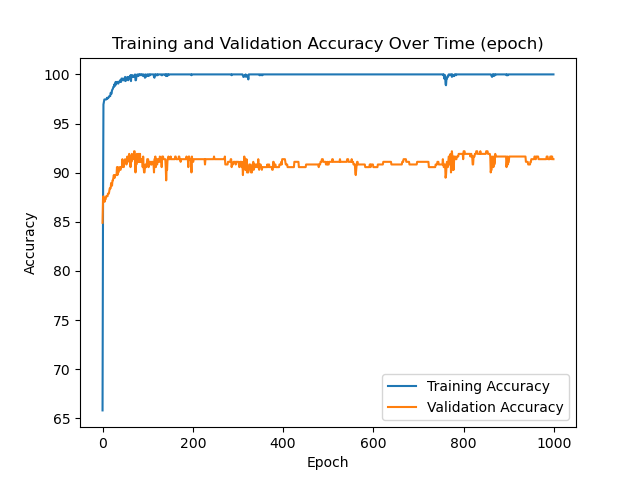 Training and Validation Accuracy Over Time (epoch)
100
95
90
85
80
75
70
65
Accuracy
0
200
400
600
800
1000
Epoch
Training Accuracy
Validation Accuracy